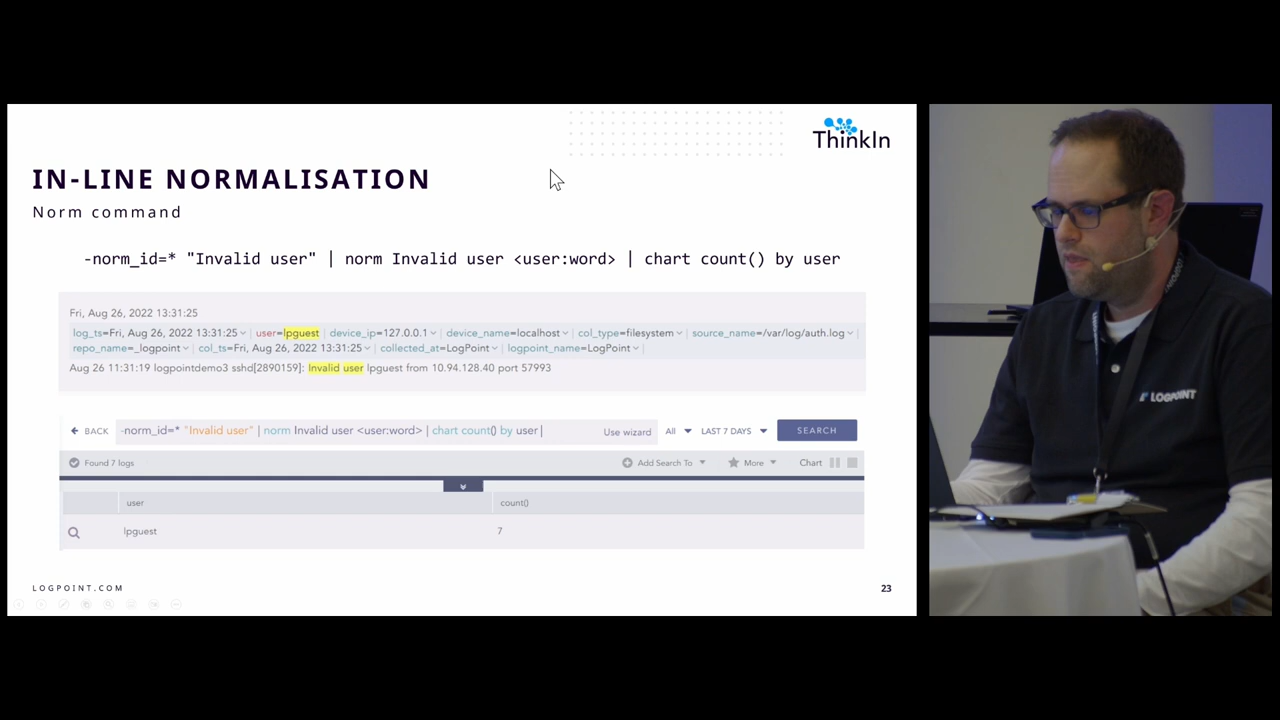 ThinkIn
IN-LINE NORMALISATION
Norm command
-norm_id=* "Invalid user" | norm Invalid user <user:word> | chart count() by user
Fri, Aug 26, 2022 13:31:25
log_ts=Fri, Aug 26, 2022 13:31:25 | user=lpguest | device_ip=127.0.0.1 | device_name=localhost | col_type=filesystem | source_name=/var/log/auth.log |
repo_name=_logpoint | col_ts=Fri, Aug 26, 2022 13:31:25 | collected_at=LogPoint | logpoint_name=LogPoint |
Aug 26 11:31:19 logpointdemo3 sshd[2890159]: Invalid user lpguest from 10.94.128.40 port 57993
BACK -norm_id=* "Invalid user" | norm Invalid user <user:word> | chart count() by user Use wizard All LAST 7 DAYS SEARCH
Found 7 logs Add Search To More Chart
user count()
lpguest 7
LOGPOINT.COM 23
LOGPOINT